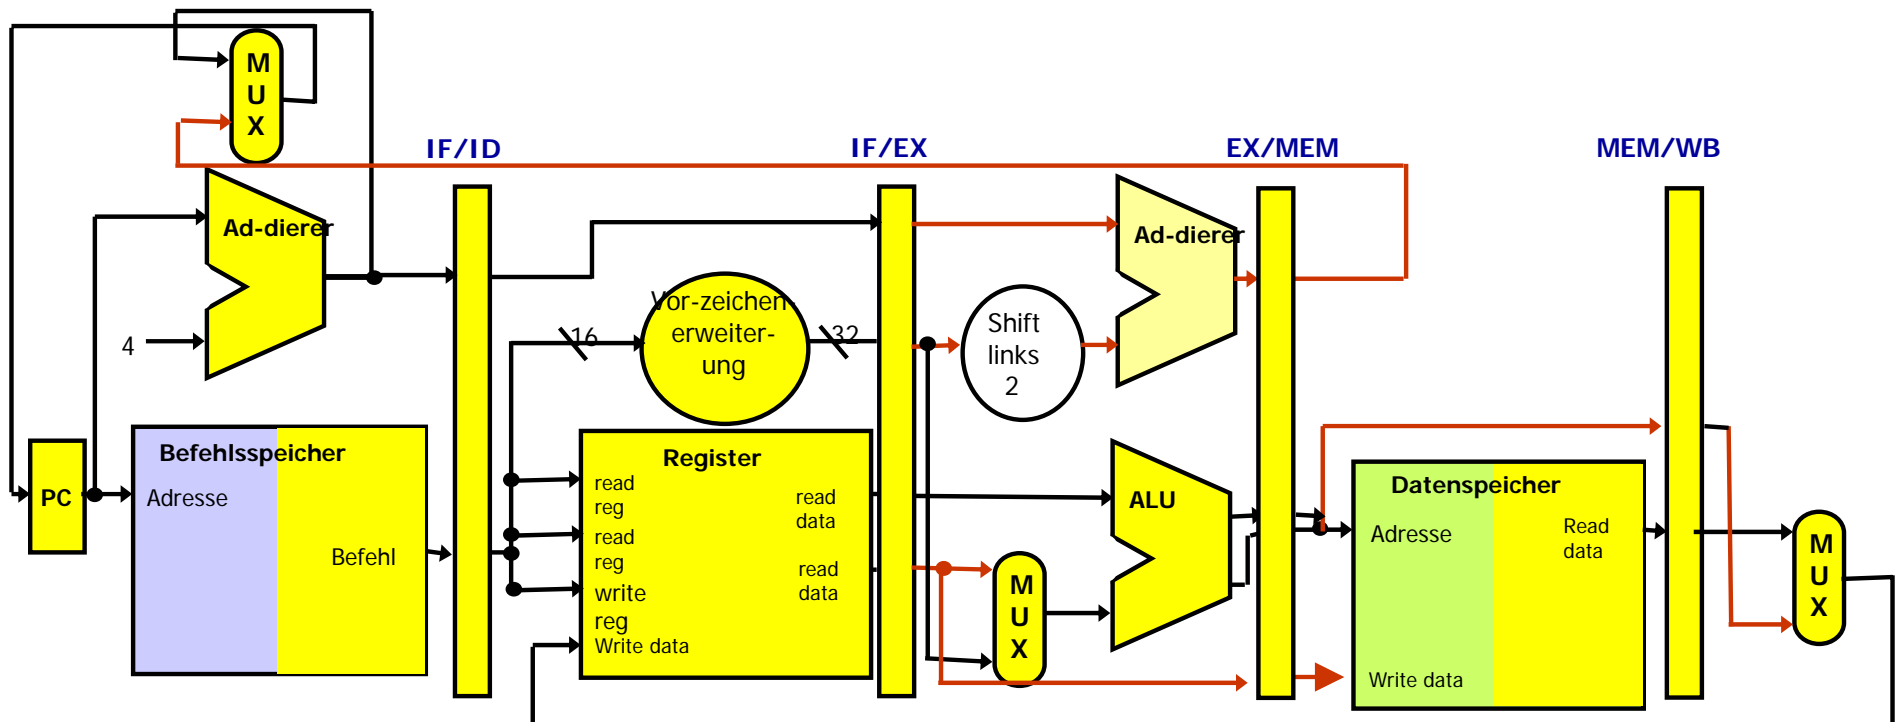 M
U
X
IF/ID
IF/EX
EX/MEM
MEM/WB
Ad-dierer
Ad-dierer
4
16
Vor-zeichen-
erweiter-
ung
32
Shift
links
2
PC
Befehlsspeicher
Adresse
Befehl
Register
read
reg
read
reg
write
reg
Write data
read
data
read
data
M
U
X
ALU
Datenspeicher
Adresse
Read
data
Write data
M
U
X